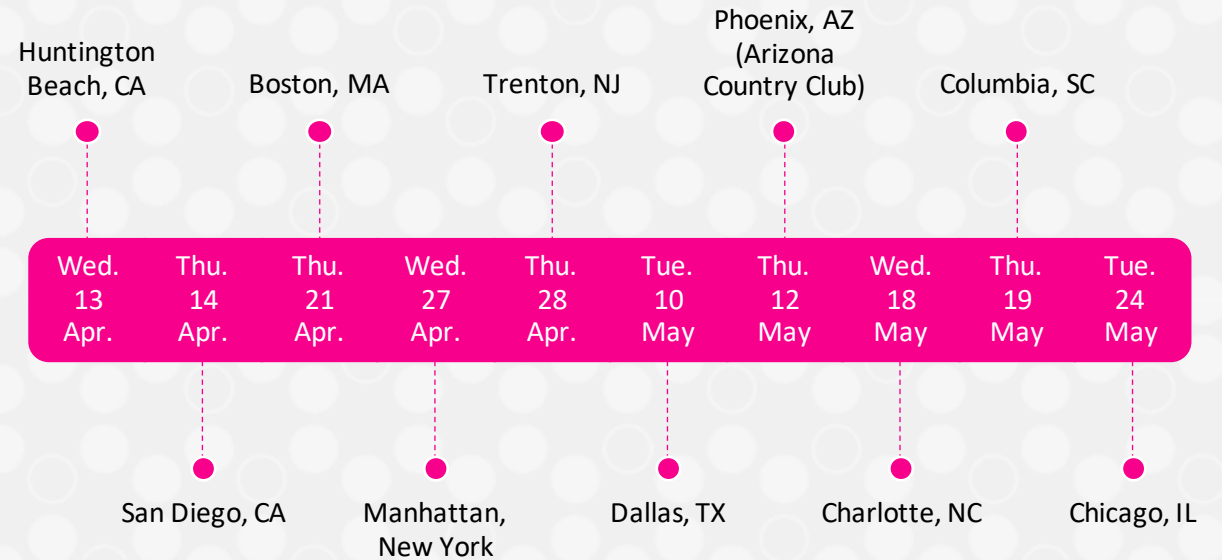 Phoenix, AZ
(Arizona
Country Club)
Huntington
Beach, CA
Boston, MA
Trenton, NJ
Columbia, SC
Wed.
13
Apr.
Thu.
14
Apr.
Thu.
21
Apr.
Wed.
27
Apr.
Thu.
28
Apr.
Tue.
10
May
Thu.
12
May
Wed.
18
May
Thu.
19
May
Tue.
24
May
San Diego, CA
Manhattan,
New York
Dallas, TX
Charlotte, NC
Chicago, IL